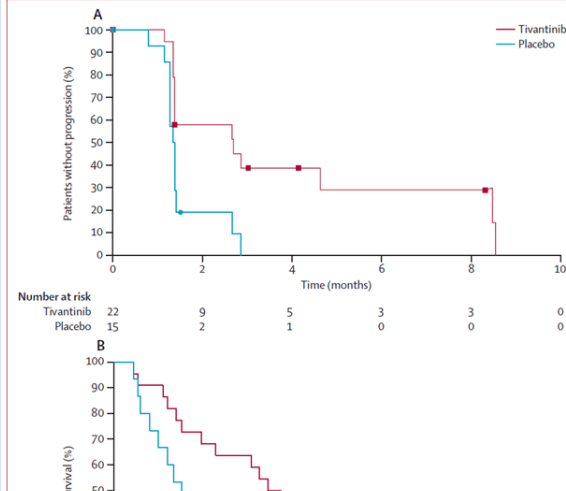 A
Tivantinib
Placebo
Patients without progression (%)
100
90
80
70
60
50
40
30
20
10
0
0 2 4 6 8 10
Time (months)
Number at risk
Tivantinib 22 9 5 3 3 0
Placebo 15 2 1 0 0 0
B
100
90
80
70
60
50